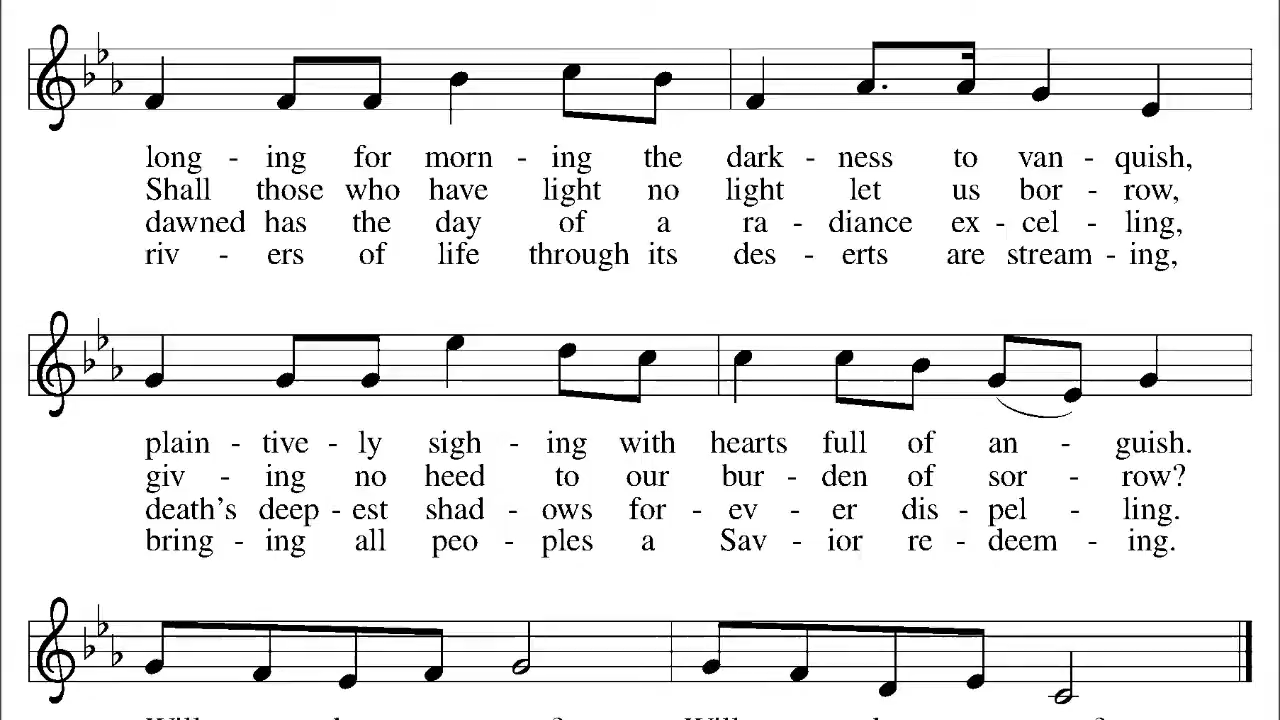 long - ing for morn - ing the dark - ness to van - quish,
Shall those who have light no light let us bor - row,
dawned has the day of a ra - diance ex - cel - ling,
riv - ers of life through its des - erts are stream - ing,
plain - tive - ly sigh - ing with hearts full of an - guish.
giv - ing no heed to our bur - den of sor - row?
death's deep - est shad - ows for - ev - er dis - pel - ling.
bring - ing all peo - ples a Sav - ior re - deem - ing.